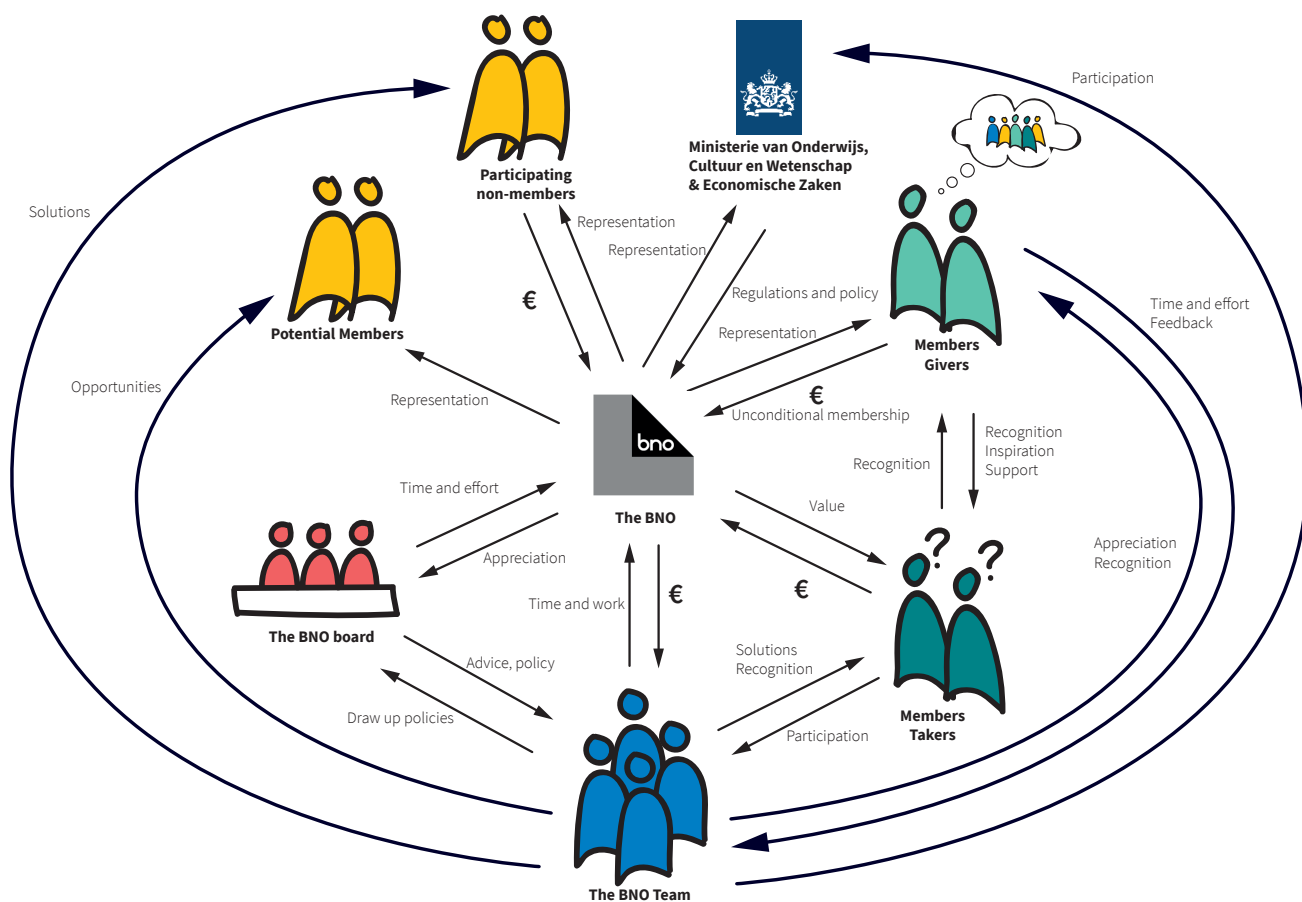 Participation
Ministerie van Onderwijs,
Cultuur en Wetenschap
& Economische Zaken
Participating
non-members
Solutions
Representation
Representation
€
Regulations and policy
Time and effort
Feedback
Potential Members
Representation
Members
Givers
Opportunities
€
Representation
Unconditional membership
bno
Recognition
Recognition
Inspiration
Support
Time and effort
Value
The BNO
Appreciation
Appreciation
Recognition
€
€
Time and work
The BNO board
Advice, policy
Solutions
Recognition
Draw up policies
Members
Takers
Participation
The BNO Team
?
?